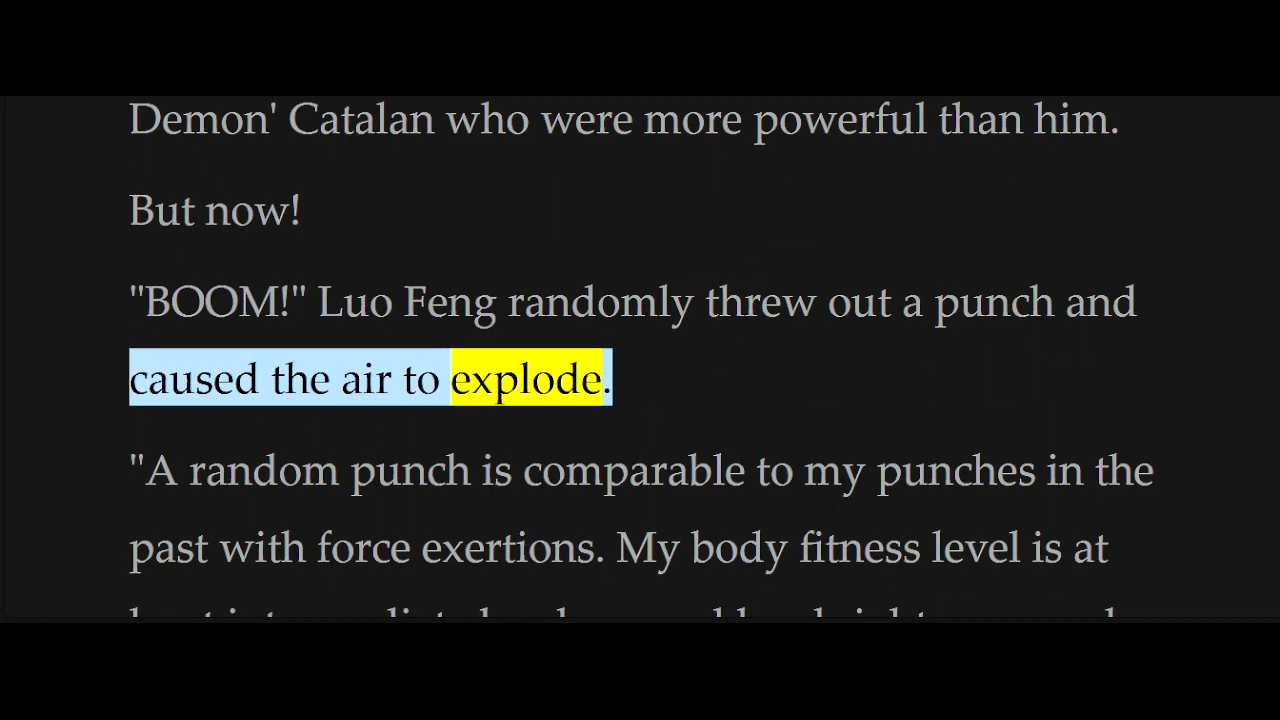 Demon' Catalan who were more powerful than him.
But now!
"BOOM!" Luo Feng randomly threw out a punch and
caused the air to explode.
"A random punch is comparable to my punches in the
past with force exertions. My body fitness level is at